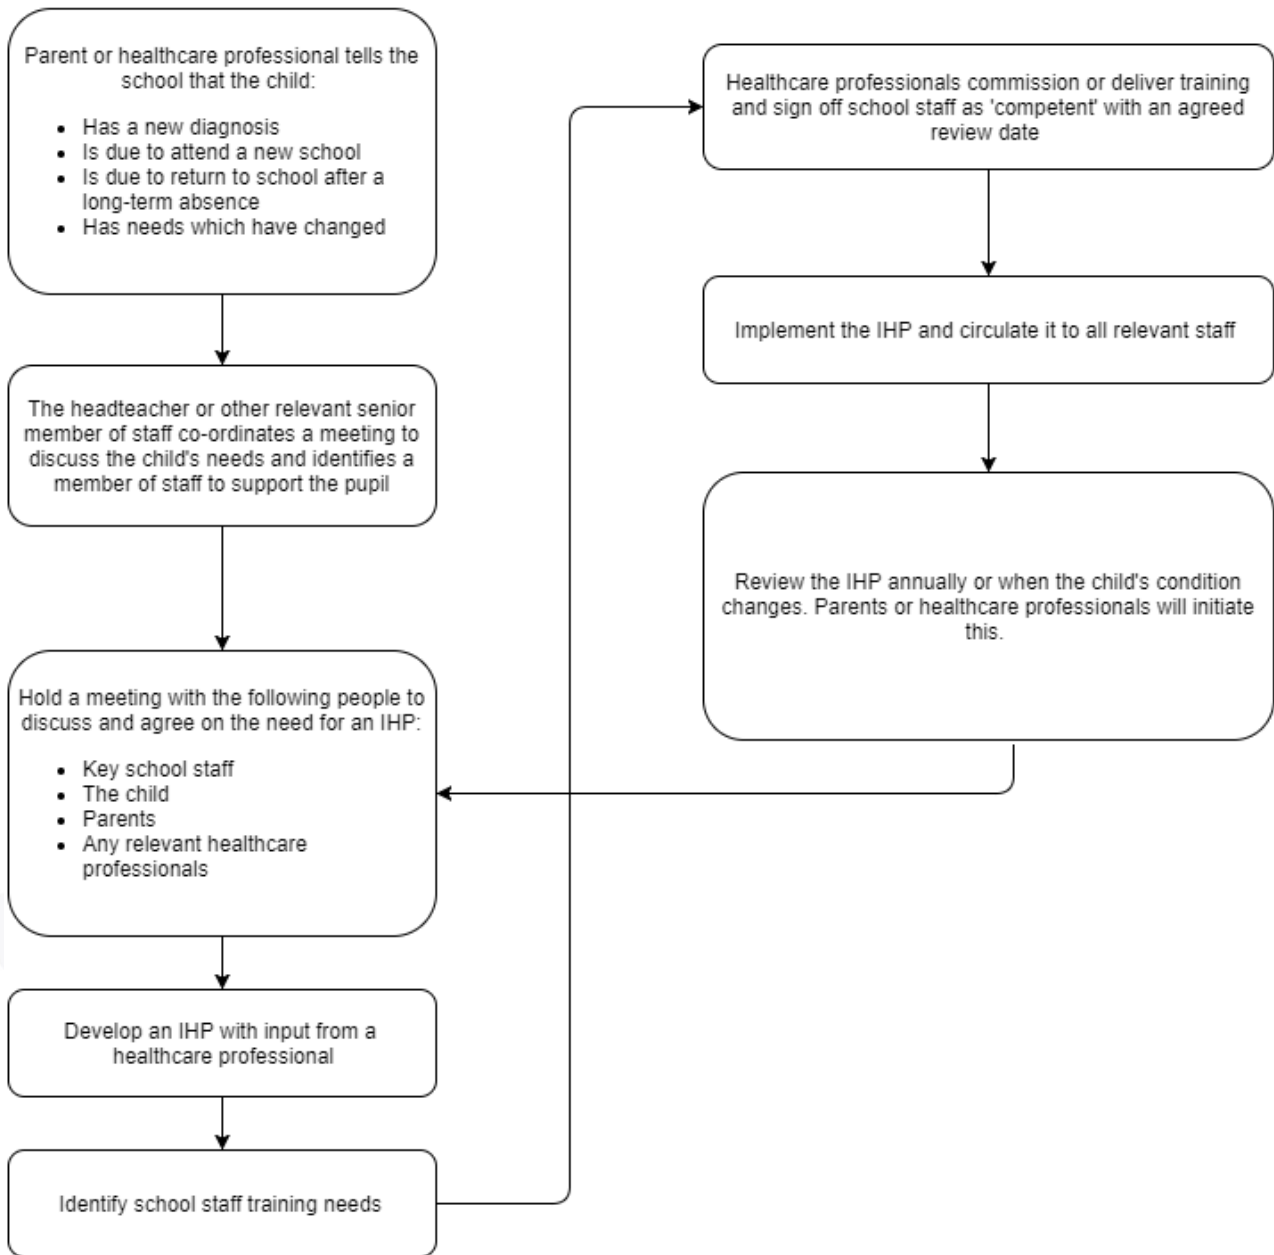 Parent or healthcare professional tells the
school that the child:
• Has a new diagnosis
• Is due to attend a new school
• Is due to return to school after a
long-term absence
• Has needs which have changed
The headteacher or other relevant senior
member of staff co-ordinates a meeting to
discuss the child's needs and identifies a
member of staff to support the pupil
Hold a meeting with the following people to
discuss and agree on the need for an IHP:
• Key school staff
• The child
• Parents
• Any relevant healthcare
professionals
Develop an IHP with input from a
healthcare professional
Identify school staff training needs
Healthcare professionals commission or deliver training
and sign off school staff as 'competent' with an agreed
review date
Implement the IHP and circulate it to all relevant staff
Review the IHP annually or when the child's condition
changes. Parents or healthcare professionals will initiate
this.